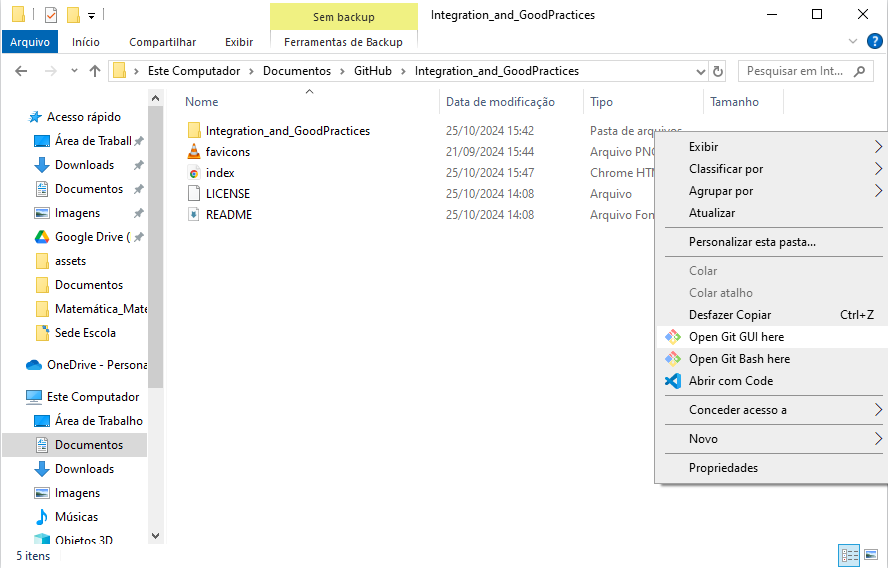 Sem backup
Integration_and_GoodPractices
Arquivo
Início
Compartilhar
Exibir
Ferramentas de Backup
Este Computador
Documentos
GitHub
Integration_and_GoodPractices
Pesquisar em Int...
Nome
Data de modificação
Tipo
Tamanho
Acesso rápido
Área de Traball
Downloads
Documentos
Imagens
Google Drive (
assets
Documentos
Matemática_Mate
Sede Escola
OneDrive - Persona
Este Computador
Área de Trabalho
Documentos
Downloads
Imagens
Músicas
Objetos 3D
Integration_and_GoodPractices 25/10/2024 15:42 Pasta de arquivos
favicons 21/09/2024 15:44 Arquivo PNG
index 25/10/2024 15:47 Chrome HTM
LICENSE 25/10/2024 14:08 Arquivo
README 25/10/2024 14:08 Arquivo Fon
Exibir
Classificar por
Agrupar por
Atualizar
Personalizar esta pasta...
Colar
Colar atalho
Desfazer Copiar Ctrl+Z
Open Git GUI here
Open Git Bash here
Abrir com Code
Conceder acesso a
Novo
Propriedades
5 itens